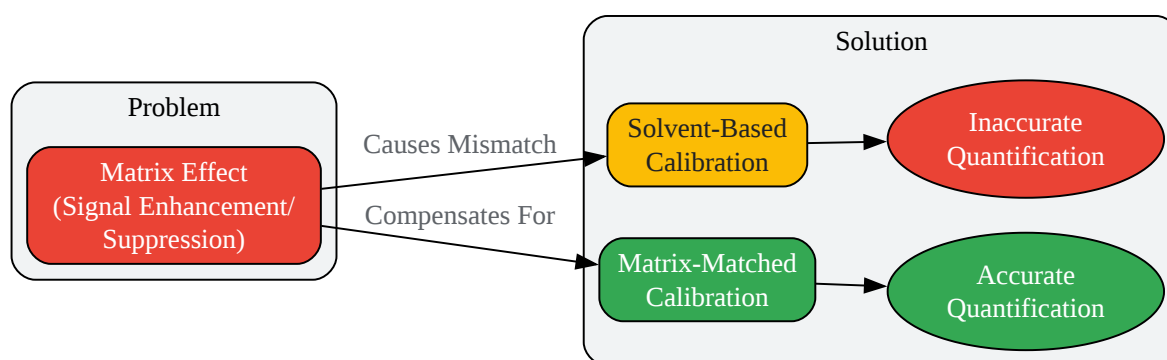 Problem
Matrix Effect
(Signal Enhancement/
Suppression)
Causes Mismatch
Compensates For
Solution
Solvent-Based
Calibration
Inaccurate
Quantification
Matrix-Matched
Calibration
Accurate
Quantification